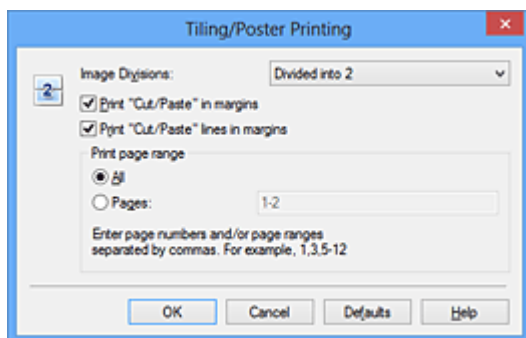 Tiling/Poster Printing
2
Image Divisions: Divided into 2
Print "Cut/Paste" in margins
Print "Cut/Paste" lines in margins
Print page range
All
Pages: 1-2
Enter page numbers and/or page ranges
separated by commas. For example, 1,3,5-12
OK Cancel Defaults Help